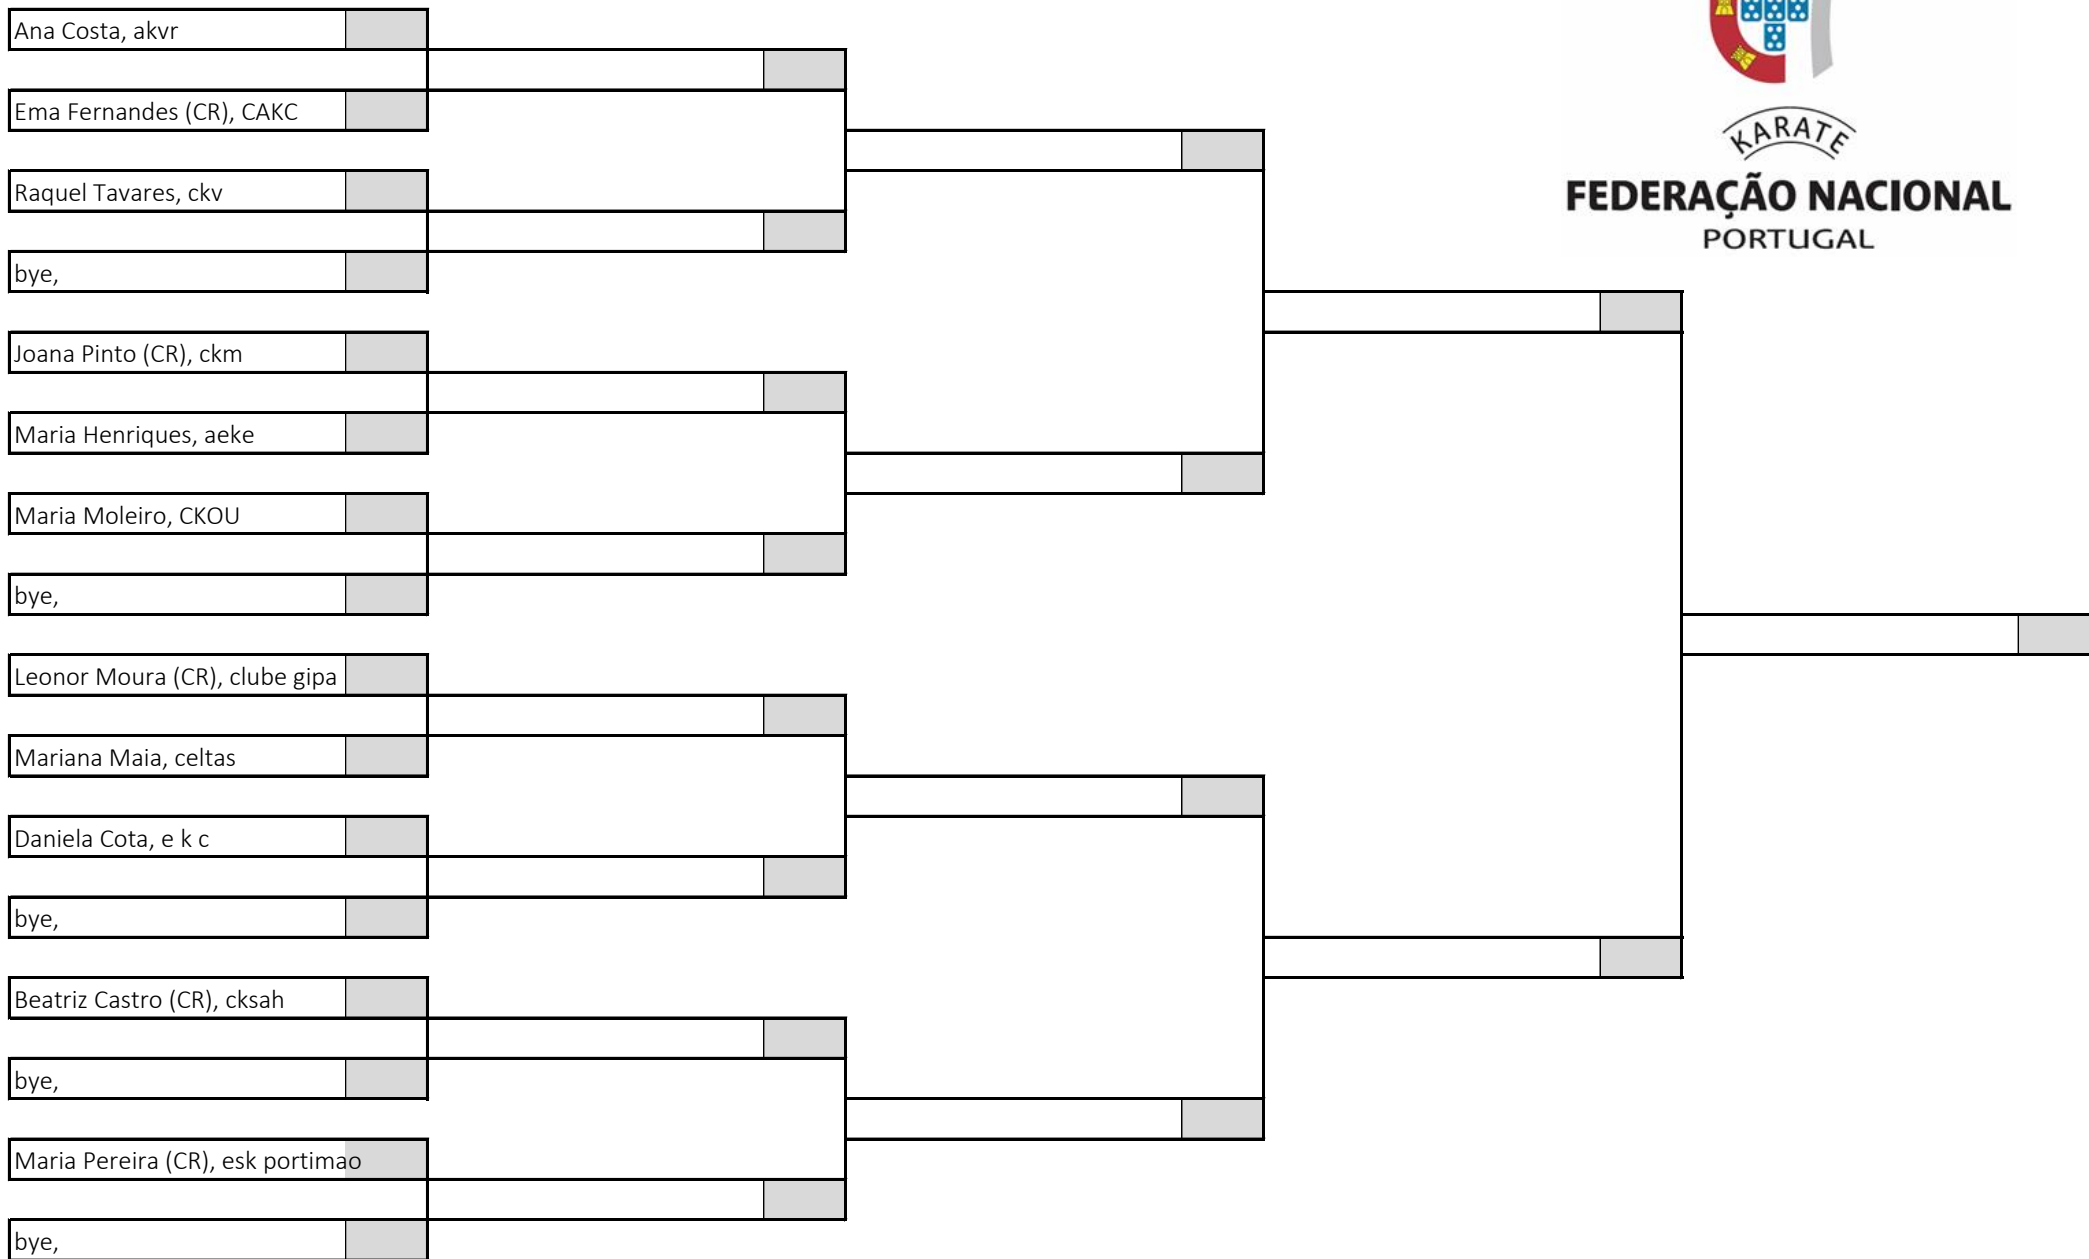 Ana Costa, akvr
Ema Fernandes (CR), CAKC
Raquel Tavares, ckv
bye,
Joana Pinto (CR), ckm
Maria Henriques, aeke
Maria Moleiro, CKOU
bye,
Leonor Moura (CR), clube gipa
Mariana Maia, celtas
Daniela Cota, e k c
bye,
Beatriz Castro (CR), cksah
bye,
Maria Pereira (CR), esk portimao
bye,
KARATE
FEDERAÇÃO NACIONAL
PORTUGAL